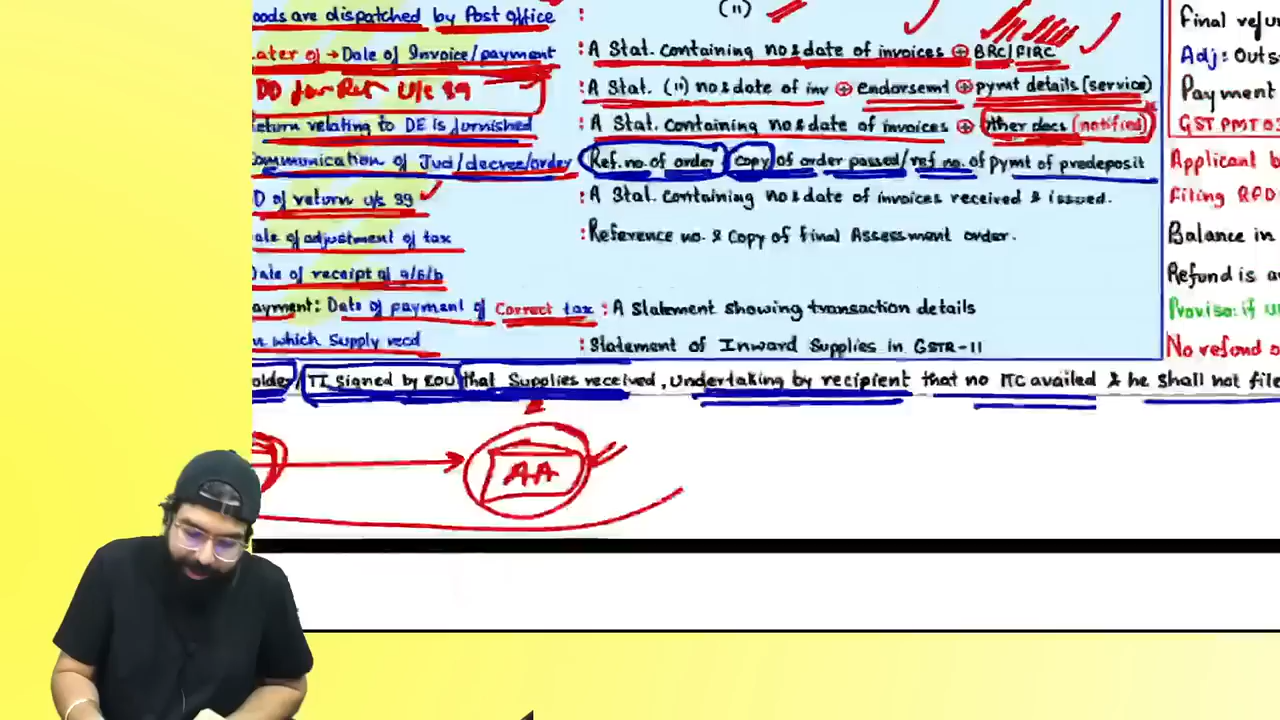 oods are dispatched by Post office :
(11)
ater of → Date of Invoice/payment : A Stat. containing no & date of invoices ⊕ BRC/FIRC
DD for Ret U/s 39 : A Stat. (11) no & date of inv ⊕ endorsemt ⊕ pymt details (service)
eturn relating to DE is furnished : A Stat. containing no & date of invoices ⊕ other docs (notified)
ommunication of Jud/decree/order Ref. no. of order copy of order passed/ref no. of pymt of predeposit
D of return u/s 39 : A Stat. containing no & date of invoices received & issued.
ate of adjustment of tax : Reference no. & Copy of final Assessment order.
Date of receipt of g/s/b
ayment: Date of payment of Correct tax : A Statement showing transaction details
n which Supply recd : Statement of Inward Supplies in GSTR-11
older/ TI signed by EOU that Supplies received, Undertaking by recipient that no ITC availed & he shall not file
AA
Final refu
Adj: Outs
Payment
GST PMT 03
Applicant b
Filing RFD
Balance in
Refund is a
Proviso: if u
No refund o